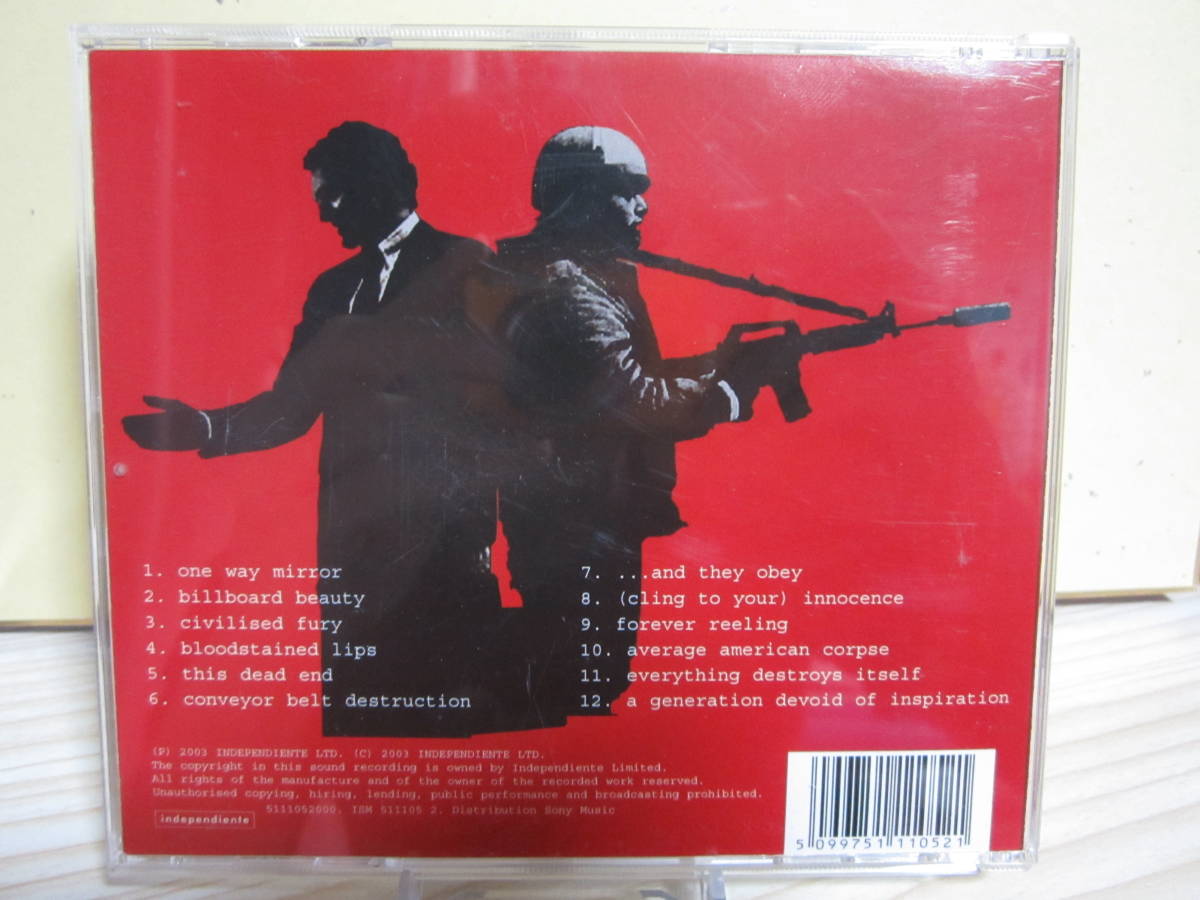 1. one way mirror
2. billboard beauty
3. civilised fury
4. bloodstained lips
5. this dead end
6. conveyor belt destruction
7. ...and they obey
8. (cling to your) innocence
9. forever reeling
10. average american corpse
11. everything destroys itself
12. a generation devoid of inspiration
(P) 2003 INDEPENDIENTE LTD. (C) 2003 INDEPENDIENTE LTD.
The copyright in this sound recording is owned by Independiente Limited.
All rights of the manufacture and of the owner of the recorded work reserved.
Unauthorised copying, hiring, lending, public performance and broadcasting prohibited.
5111052000. ISM 511105 2. Distribution Sony Music
independiente
5 099751 110521